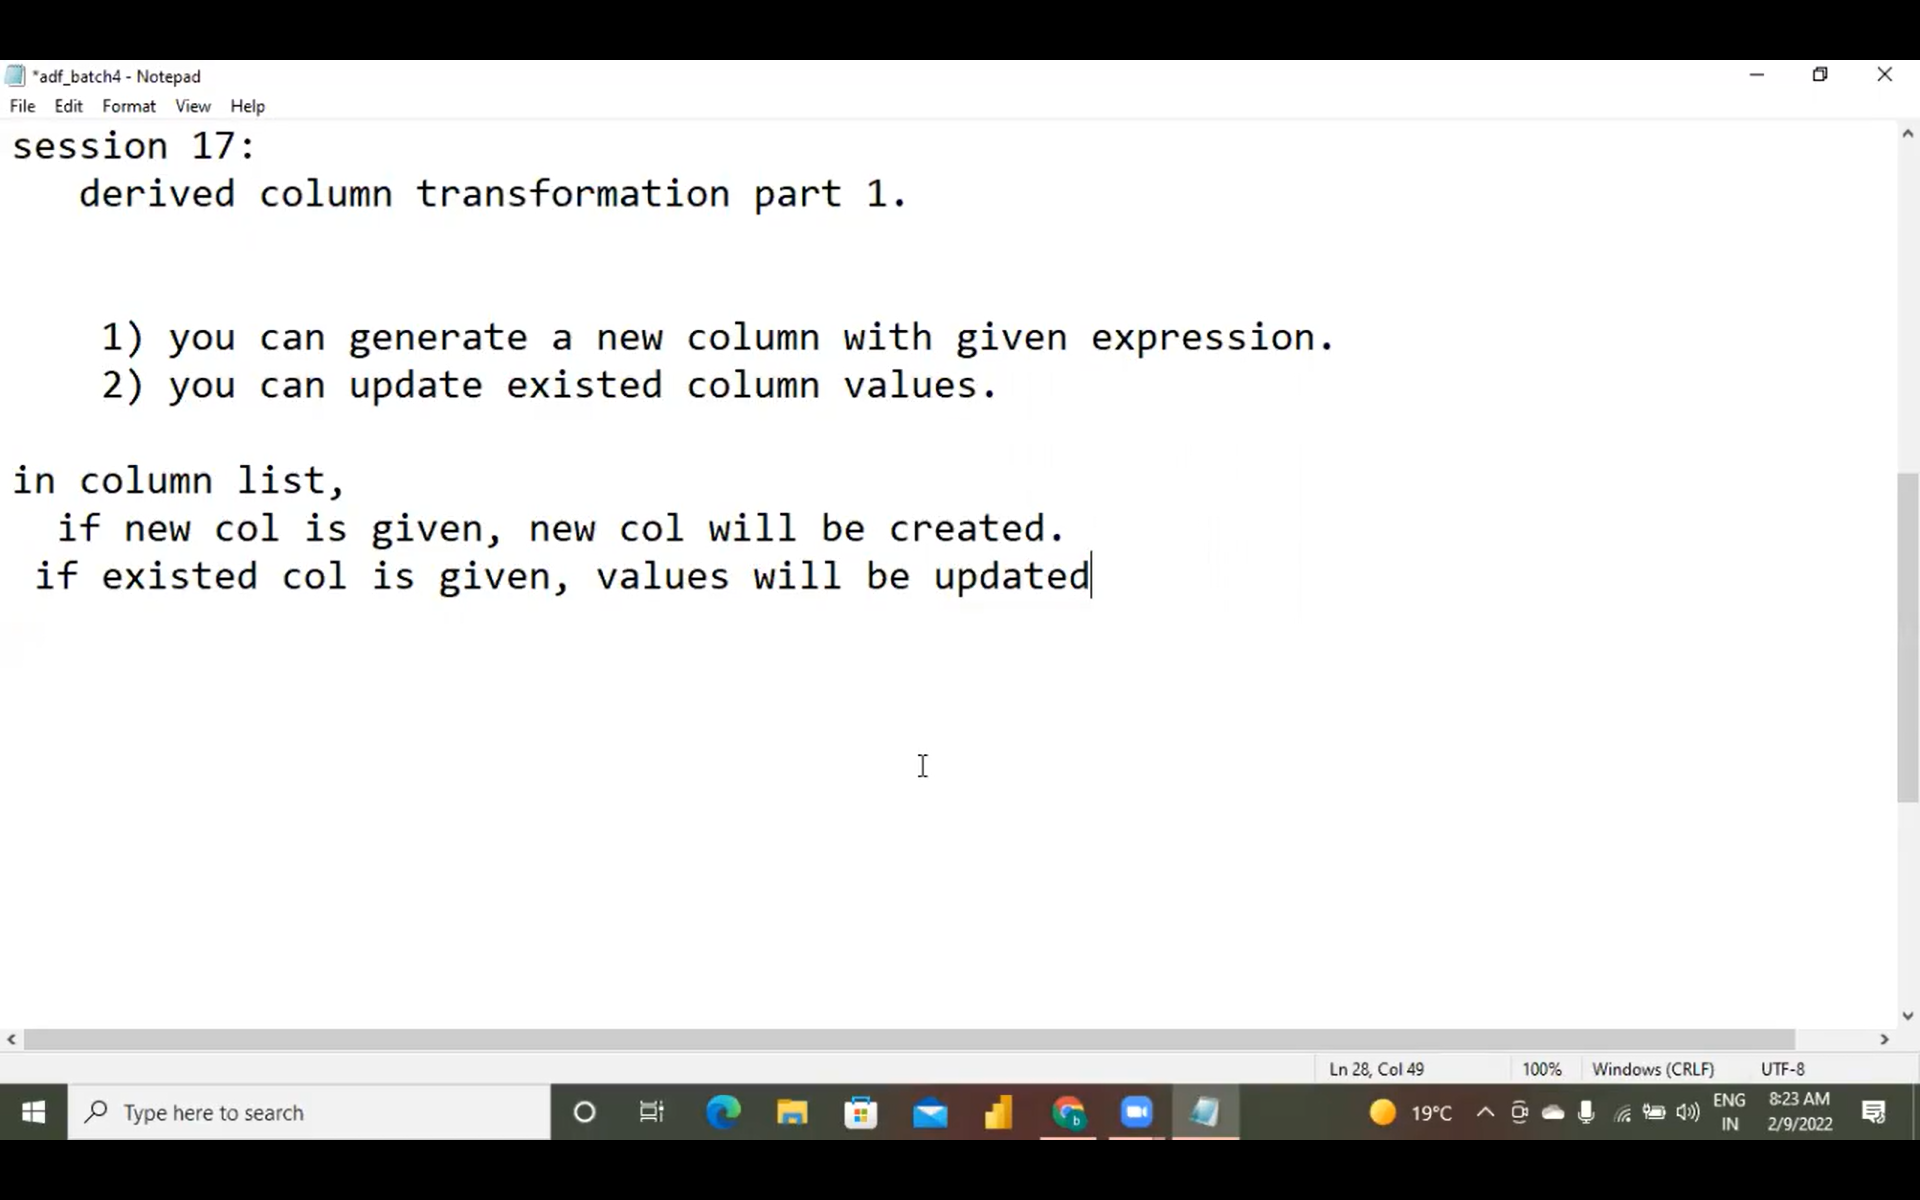 *adf_batch4 - Notepad
File Edit Format View Help
session 17:
derived column transformation part 1.
1) you can generate a new column with given expression.
2) you can update existed column values.
in column list,
if new col is given, new col will be created.
if existed col is given, values will be updated
Ln 28, Col 49 100% Windows (CRLF) UTF-8
Type here to search 19°C ENG 8:23 AM
IN 2/9/2022